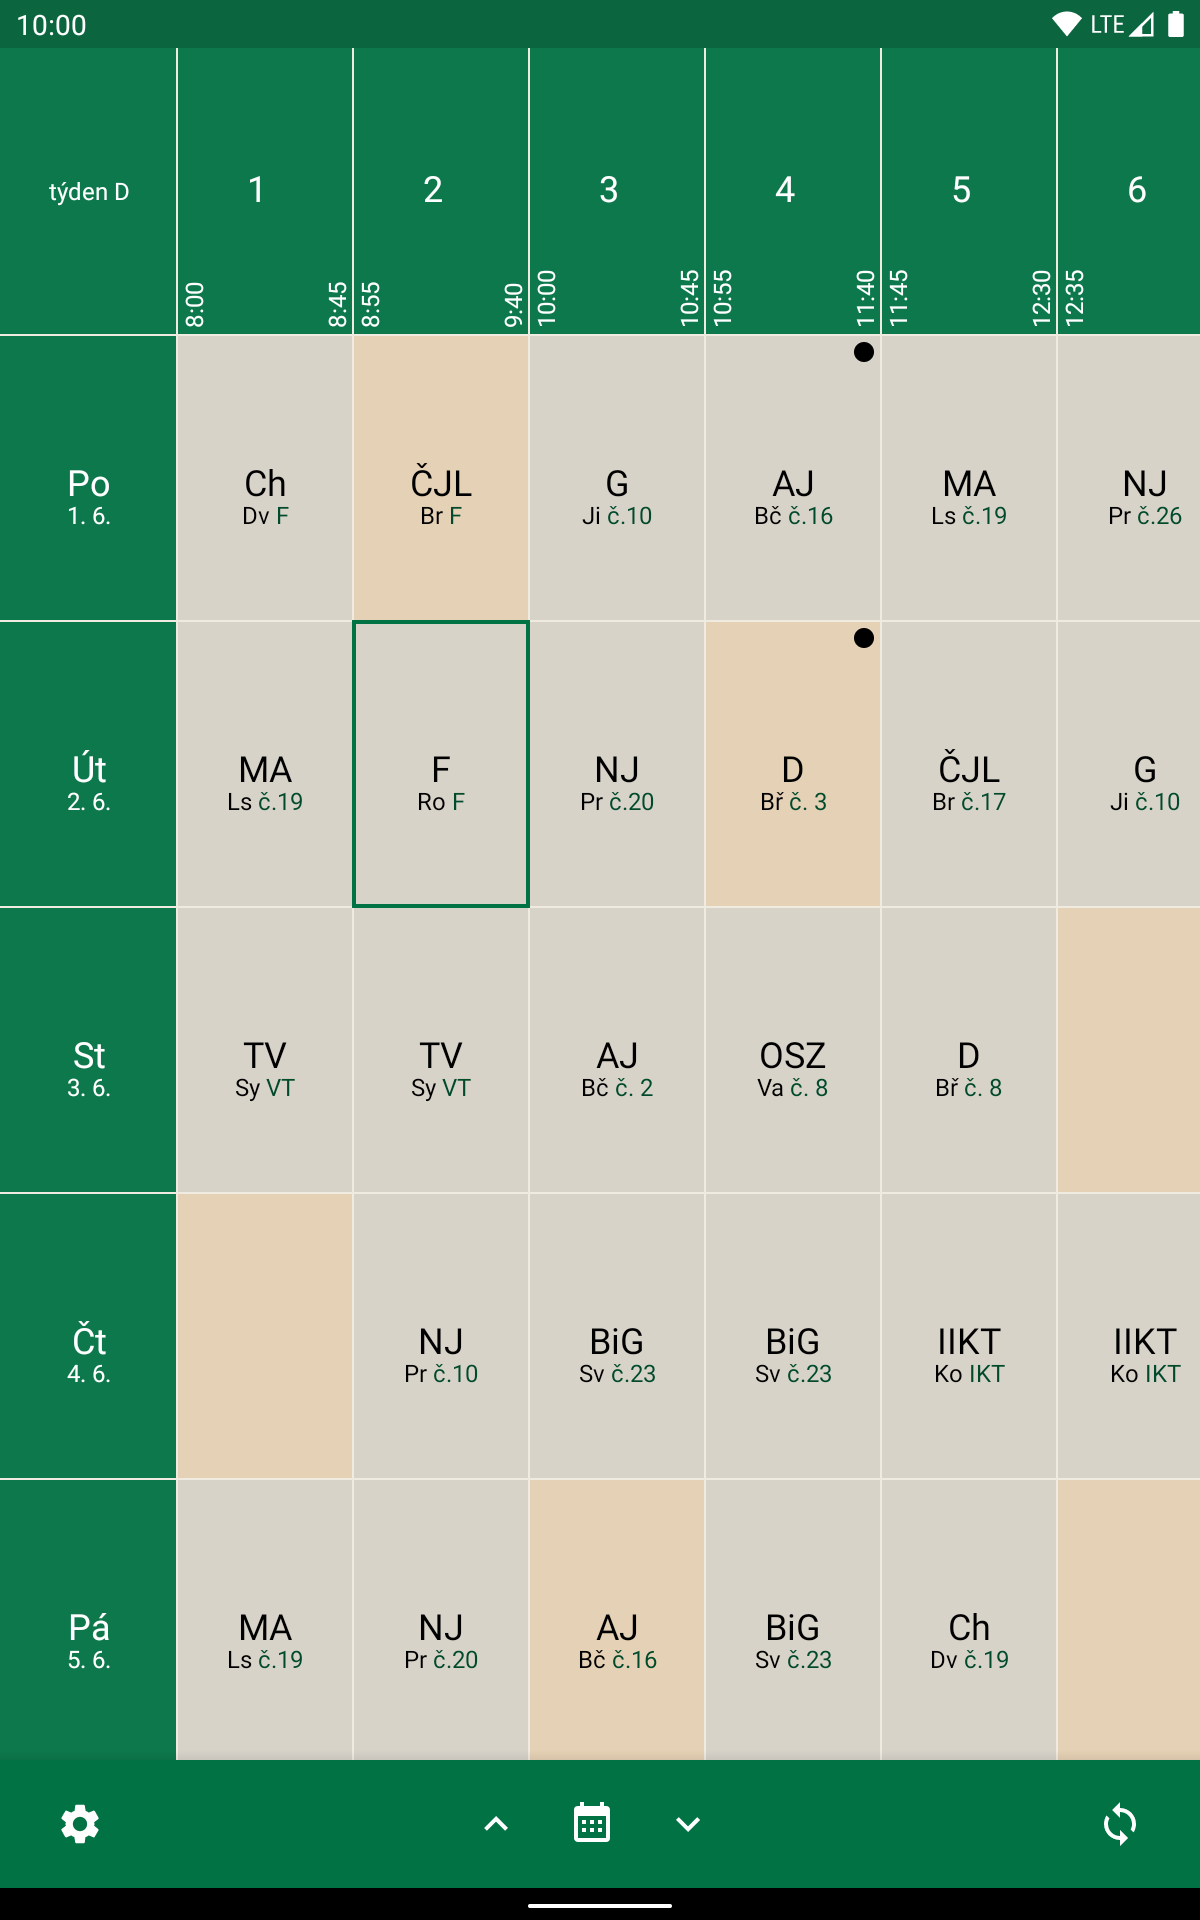 10:00 LTE
týden D 1 2 3 4 5 6
8:00 8:45 8:55 9:40 10:00 10:45 10:55 11:40 11:45 12:30 12:35
Po Ch ČJL G AJ MA NJ
1. 6. Dv F Br F Ji č.10 Bč č.16 Ls č.19 Pr č.26
Út MA F NJ D ČJL G
2. 6. Ls č.19 Ro F Pr č.20 Bř č. 3 Br č.17 Ji č.10
St TV TV AJ OSZ D
3. 6. Sy VT Sy VT Bč č. 2 Va č. 8 Bř č. 8
Čt NJ BiG BiG IIKT IIKT
4. 6. Pr č.10 Sv č.23 Sv č.23 Ko IKT Ko IKT
Pá MA NJ AJ BiG Ch
5. 6. Ls č.19 Pr č.20 Bč č.16 Sv č.23 Dv č.19